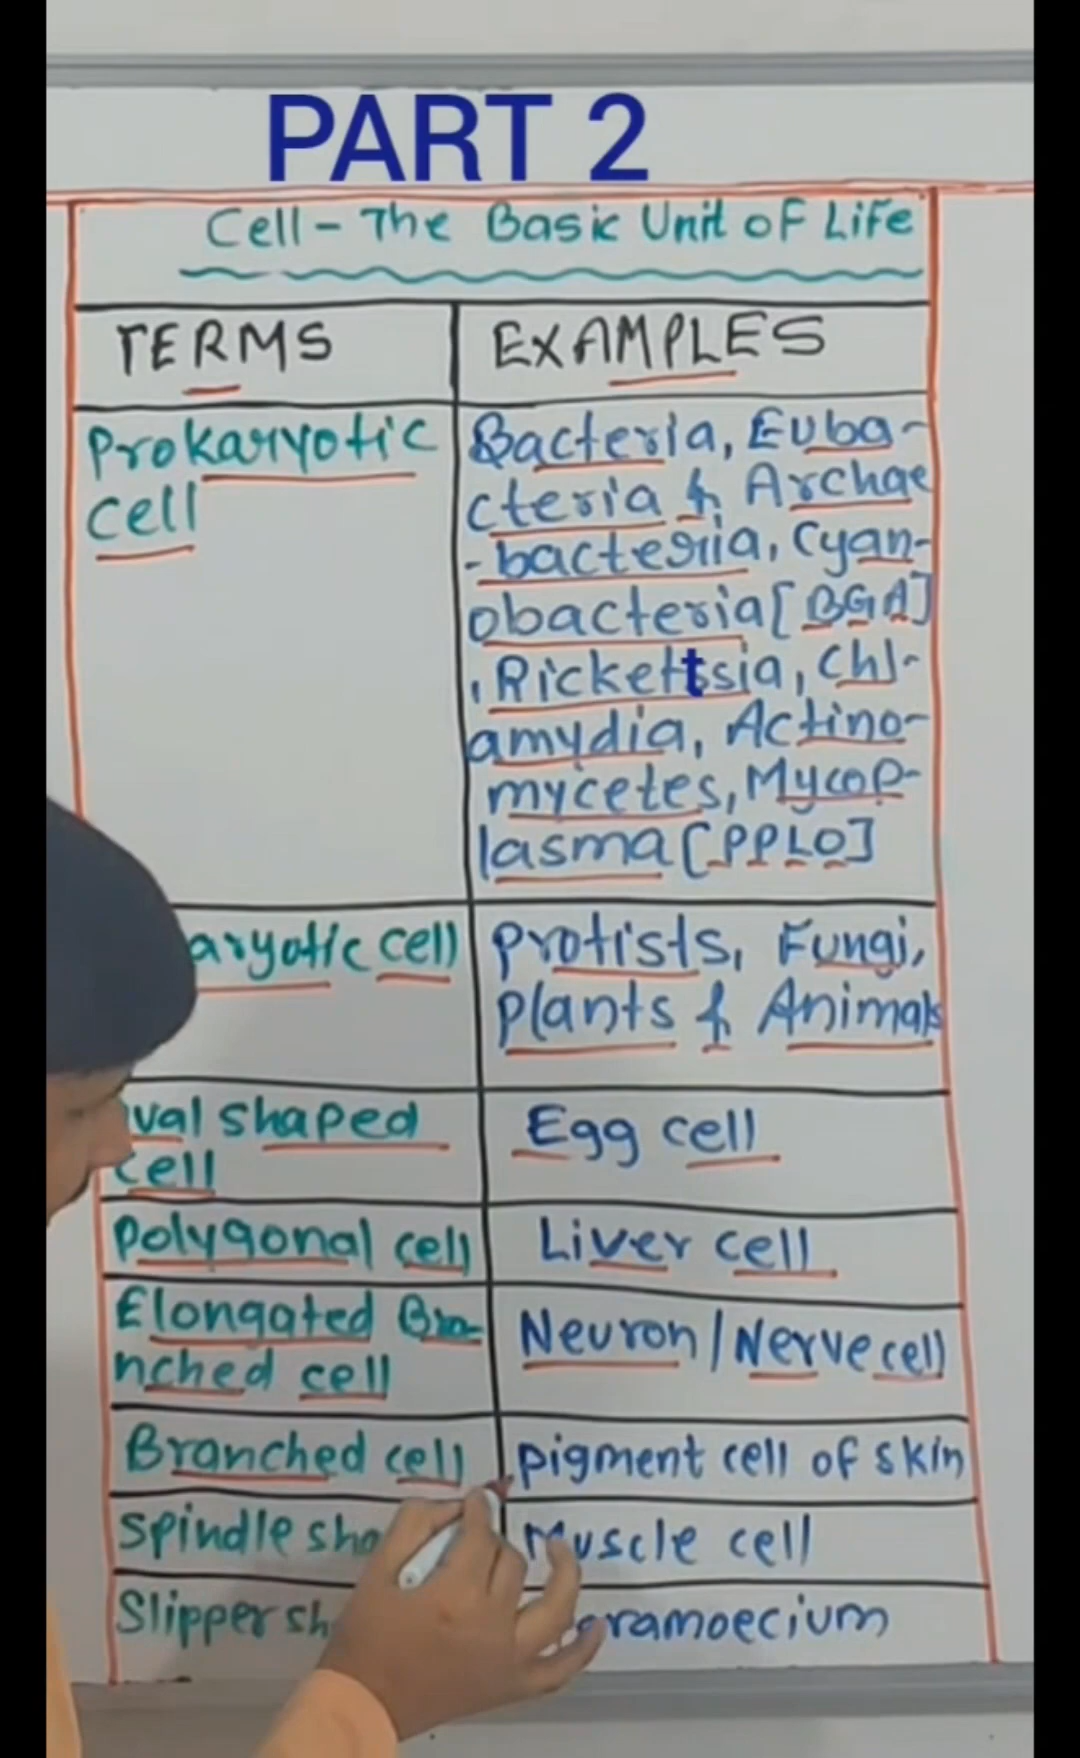 PART 2
Cell - The Basic Unit of Life
TERMS
EXAMPLES
Prokaryotic
cell
Bacteria, Euba-
cteria & Archae
-bacteria, Cyan-
obacteria [BGA]
, Rickettsia, Chl-
amydia, Actino-
mycetes, Mycop-
lasma [PPLO]
aryotic cell
Protists, Fungi,
Plants & Animals
val shaped
cell
Egg cell
Polygonal cell
Liver cell
Elongated Bra-
nched cell
Neuron/Nerve cell
Branched cell
Pigment cell of skin
Spindle sha
Muscle cell
Slipper sh
aramoecium